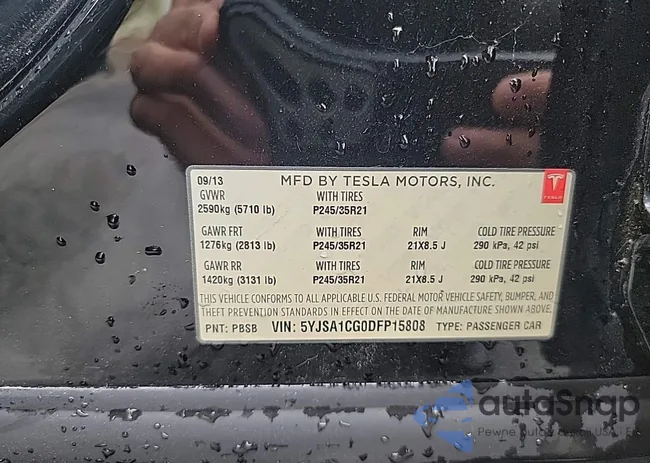 09/13 MFD BY TESLA MOTORS, INC.
TESLA
GVWR WITH TIRES
2590kg (5710 lb) P245/35R21
GAWR FRT WITH TIRES RIM COLD TIRE PRESSURE
1276kg (2813 lb) P245/35R21 21X8.5 J 290 kPa, 42 psi
GAWR RR WITH TIRES RIM COLD TIRE PRESSURE
1420kg (3131 lb) P245/35R21 21X8.5 J 290 kPa, 42 psi
THIS VEHICLE CONFORMS TO ALL APPLICABLE U.S. FEDERAL MOTOR VEHICLE SAFETY, BUMPER, AND
THEFT PREVENTION STANDARDS IN EFFECT ON THE DATE OF MANUFACTURE SHOWN ABOVE.
PNT: PBSB VIN: 5YJSA1CG0DFP15808 TYPE: PASSENGER CAR
autoSnap
Pewne